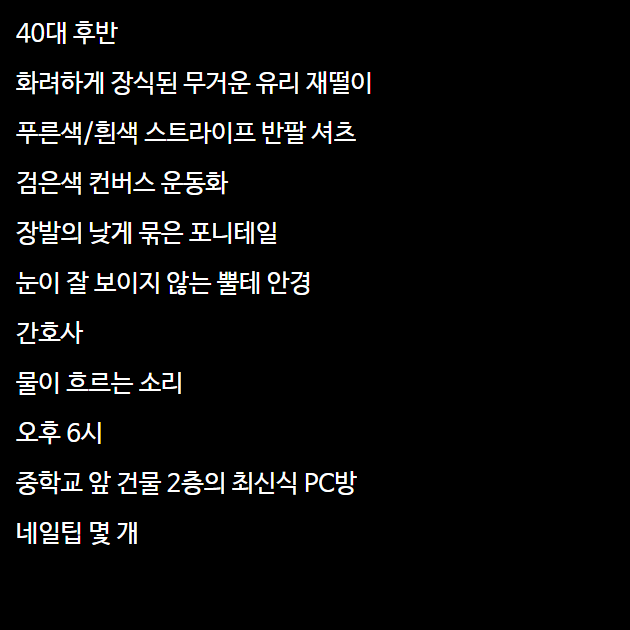 40대 후반
화려하게 장식된 무거운 유리 재떨이
푸른색/흰색 스트라이프 반팔 셔츠
검은색 컨버스 운동화
장발의 낮게 묶은 포니테일
눈이 잘 보이지 않는 뿔테 안경
간호사
물이 흐르는 소리
오후 6시
중학교 앞 건물 2층의 최신식 PC방
네일팁 몇 개